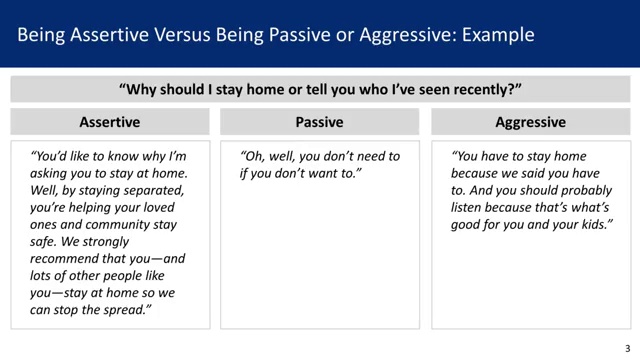 Being Assertive Versus Being Passive or Aggressive: Example
“Why should I stay home or tell you who I’ve seen recently?”
Assertive
“You’d like to know why I’m
asking you to stay at home.
Well, by staying separated,
you’re helping your loved
ones and community stay
safe. We strongly
recommend that you—and
lots of other people like
you—stay at home so we
can stop the spread.”
Passive
“Oh, well, you don’t need to
if you don’t want to.”
Aggressive
“You have to stay home
because we said you have
to. And you should probably
listen because that’s what’s
good for you and your kids.”
3